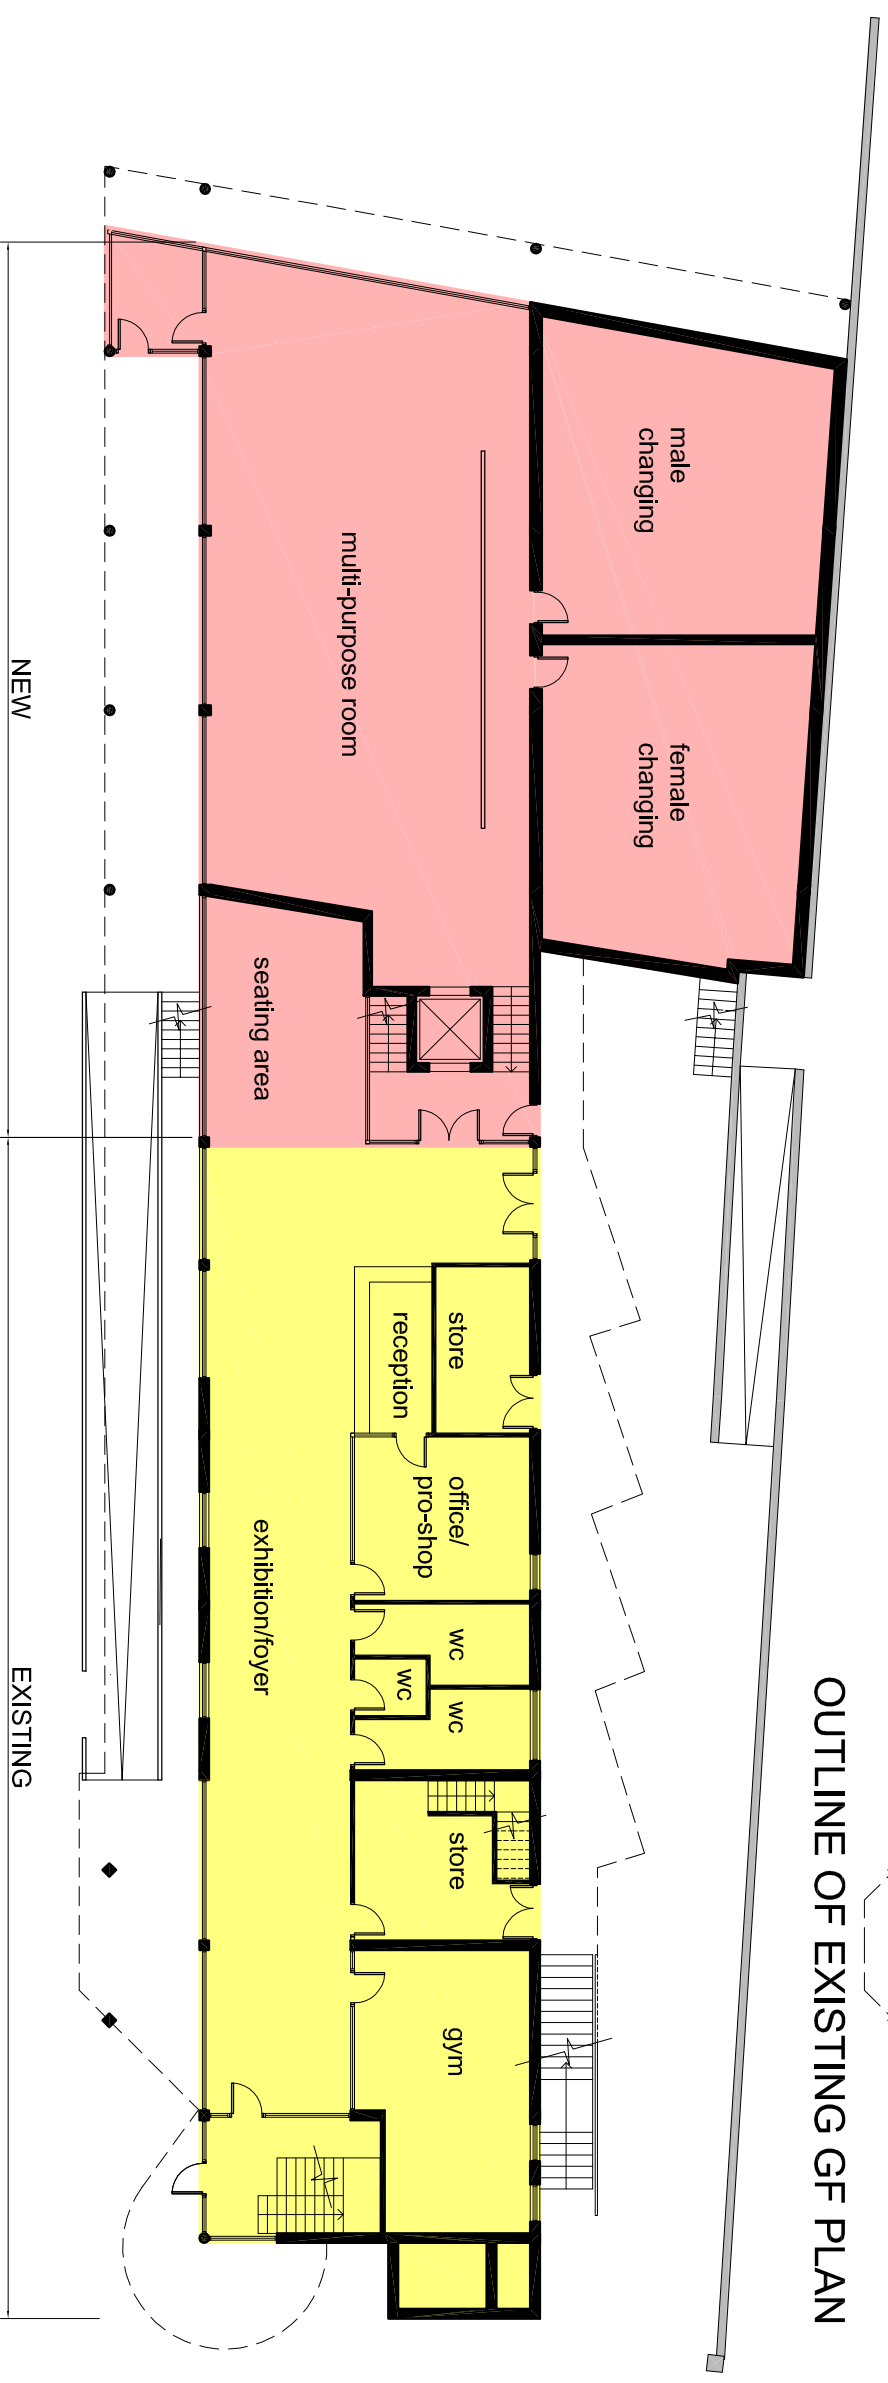 OUTLINE OF EXISTING GF PLAN
male
changing
female
changing
multi-purpose room
seating area
store
reception
office/
pro-shop
wc
wc
wc
store
gym
exhibition/foyer
NEW
EXISTING